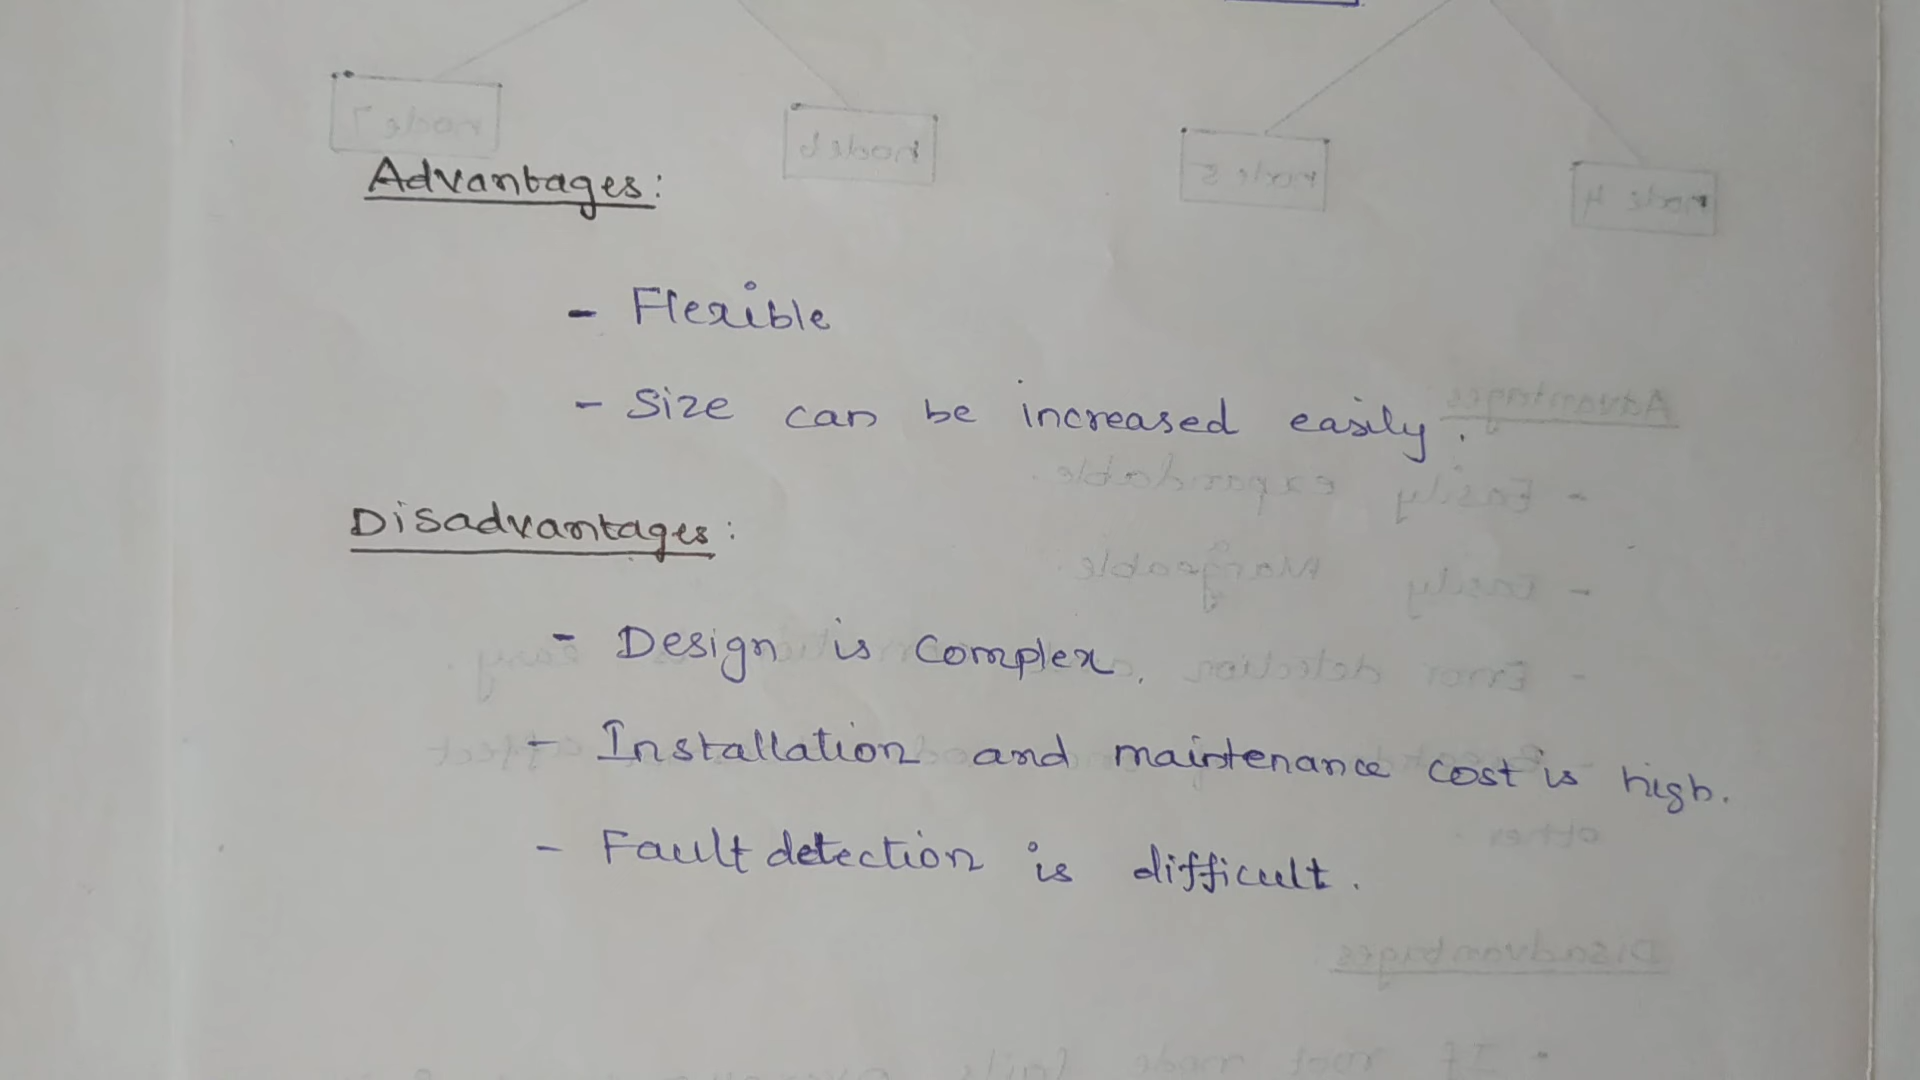 Advantages:
- Flexible
- Size can be increased easily.
Disadvantages:
- Design is Complex.
- Installation and maintenance cost is high.
- Fault detection is difficult.